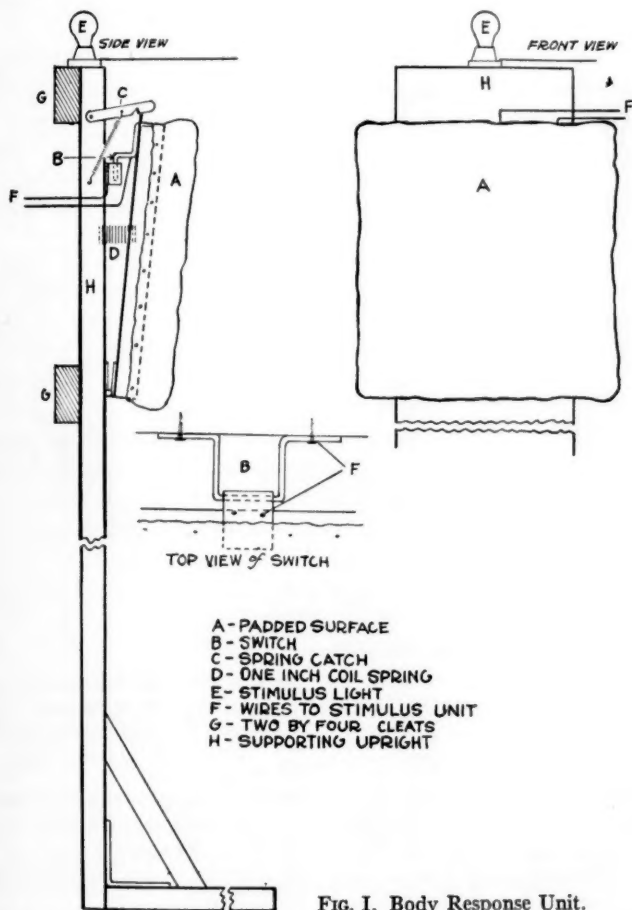 E
SIDE VIEW
G
C
B
A
F
D
H
G
E
FRONT VIEW
H
F
A
B
F
TOP VIEW of SWITCH
A - PADDED SURFACE
B - SWITCH
C - SPRING CATCH
D - ONE INCH COIL SPRING
E - STIMULUS LIGHT
F - WIRES TO STIMULUS UNIT
G - TWO BY FOUR CLEATS
H - SUPPORTING UPRIGHT
FIG. I. Body Response Unit.